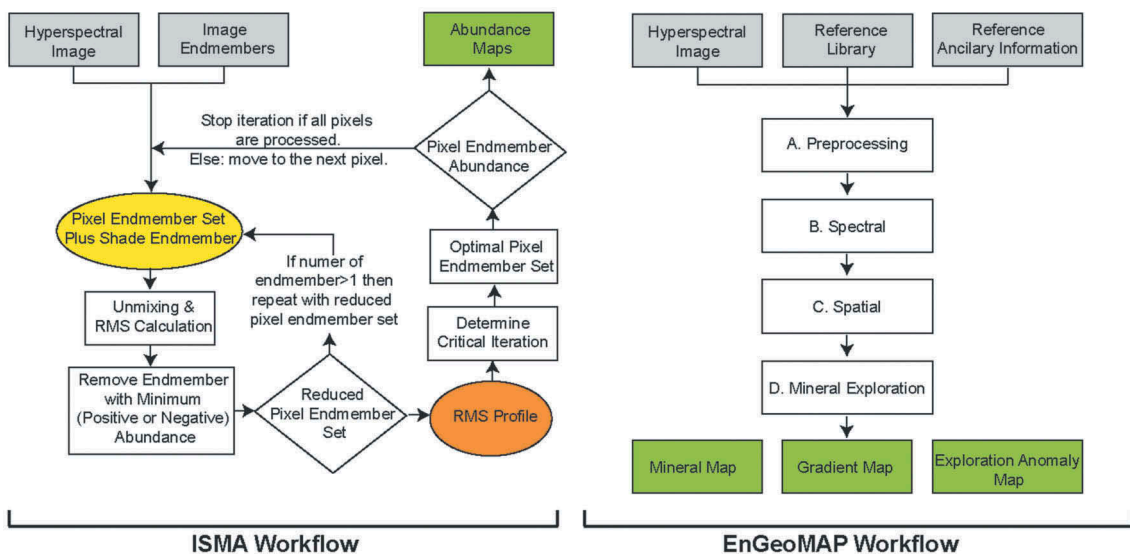 Hyperspectral
Image
Image
Endmembers
Abundance
Maps
Stop iteration if all pixels
are processed.
Else: move to the next pixel.
Pixel Endmember
Abundance
Pixel Endmember Set
Plus Shade Endmember
Optimal Pixel
Endmember Set
If numer of
endmember>1 then
repeat with reduced
pixel endmember set
Unmixing &
RMS Calculation
Determine
Critical Iteration
Remove Endmember
with Minimum
(Positive or Negative)
Abundance
Reduced
Pixel Endmember
Set
RMS Profile
ISMA Workflow
Hyperspectral
Image
Reference
Library
Reference
Ancilary Information
A. Preprocessing
B. Spectral
C. Spatial
D. Mineral Exploration
Mineral Map
Gradient Map
Exploration Anomaly
Map
EnGeoMAP Workflow